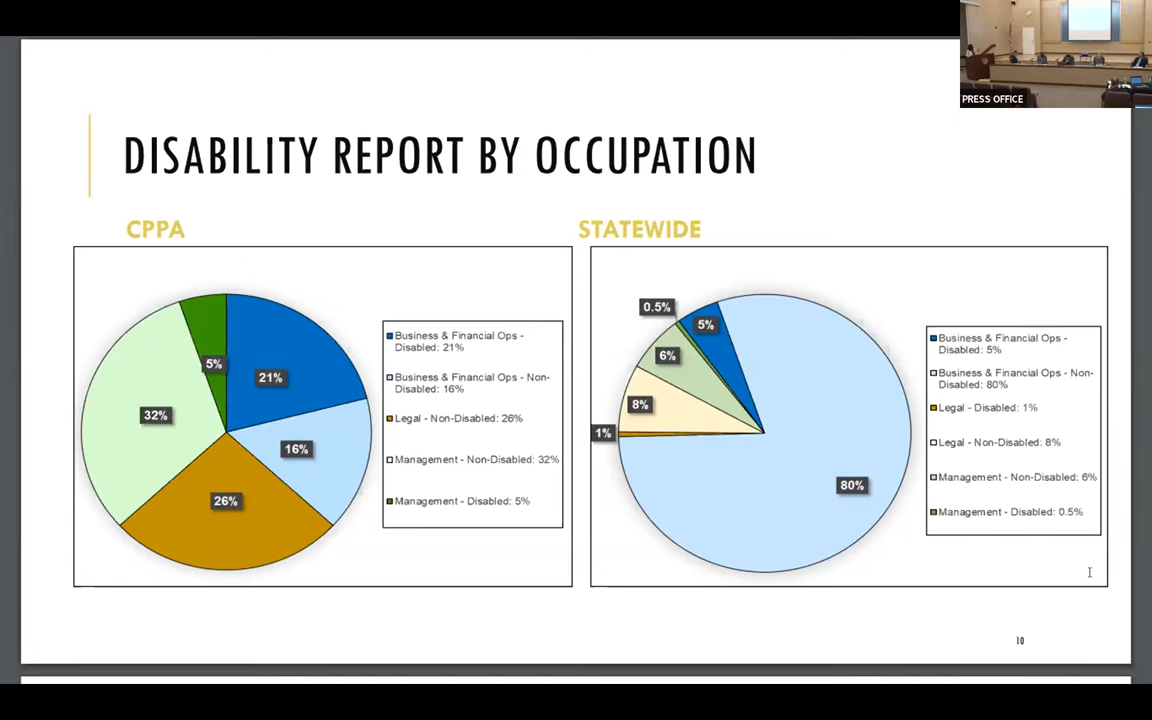 PRESS OFFICE
DISABILITY REPORT BY OCCUPATION
CPPA
5%
21%
32%
16%
26%
Business & Financial Ops -
Disabled: 21%
Business & Financial Ops - Non-
Disabled: 16%
Legal - Non-Disabled: 26%
Management - Non-Disabled: 32%
Management - Disabled: 5%
STATEWIDE
0.5%
5%
6%
8%
1%
80%
Business & Financial Ops -
Disabled: 5%
Business & Financial Ops - Non-
Disabled: 80%
Legal - Disabled: 1%
Legal - Non-Disabled: 8%
Management - Non-Disabled: 6%
Management - Disabled: 0.5%
10